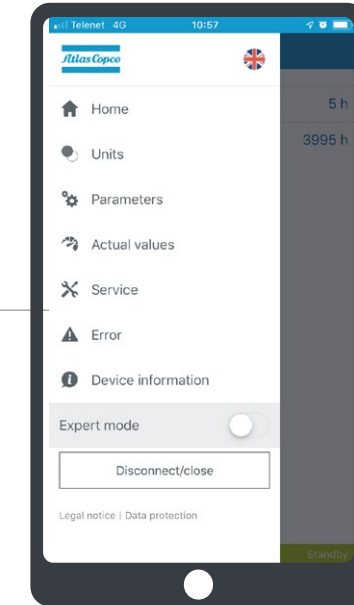 Telenet 4G 10:57
Atlas Copco
Home
5 h
Units
3995 h
Parameters
Actual values
Service
Error
Device information
Expert mode
Disconnect/close
Legal notice | Data protection
Standby